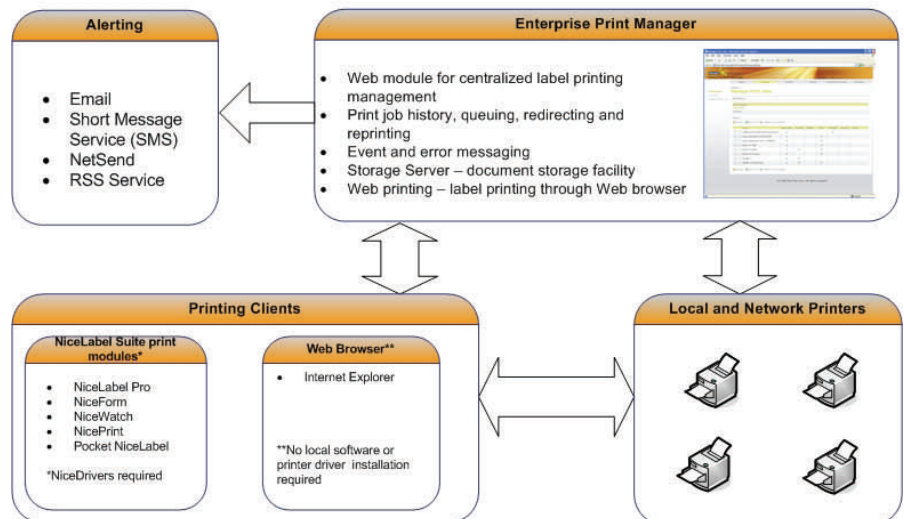 Alerting
• Email
• Short Message
Service (SMS)
• NetSend
• RSS Service
Enterprise Print Manager
• Web module for centralized label printing
management
• Print job history, queuing, redirecting and
reprinting
• Event and error messaging
• Storage Server – document storage facility
• Web printing – label printing through Web browser
Printing Clients
NiceLabel Suite print
modules*
• NiceLabel Pro
• NiceForm
• NiceWatch
• NicePrint
• Pocket NiceLabel
*NiceDrivers required
Web Browser**
• Internet Explorer
**No local software or
printer driver installation
required
Local and Network Printers